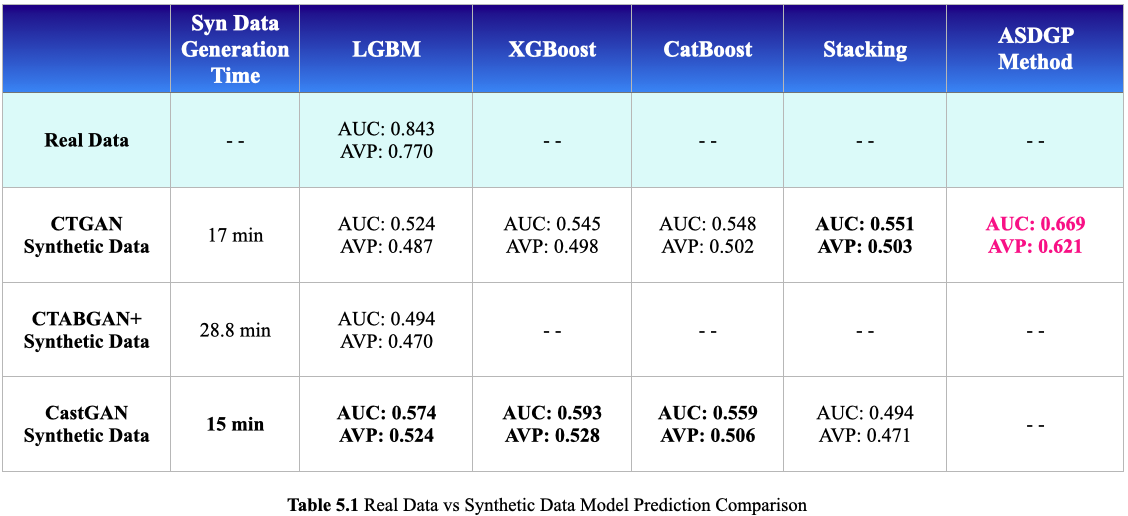 Syn Data
Generation
Time
LGBM
XGBoost
CatBoost
Stacking
ASDGP
Method
Real Data
- -
AUC: 0.843
AVP: 0.770
- -
- -
- -
- -
CTGAN
Synthetic Data
17 min
AUC: 0.524
AVP: 0.487
AUC: 0.545
AVP: 0.498
AUC: 0.548
AVP: 0.502
AUC: 0.551
AVP: 0.503
AUC: 0.669
AVP: 0.621
CTABGAN+
Synthetic Data
28.8 min
AUC: 0.494
AVP: 0.470
- -
- -
- -
- -
CastGAN
Synthetic Data
15 min
AUC: 0.574
AVP: 0.524
AUC: 0.593
AVP: 0.528
AUC: 0.559
AVP: 0.506
AUC: 0.494
AVP: 0.471
- -
Table 5.1 Real Data vs Synthetic Data Model Prediction Comparison